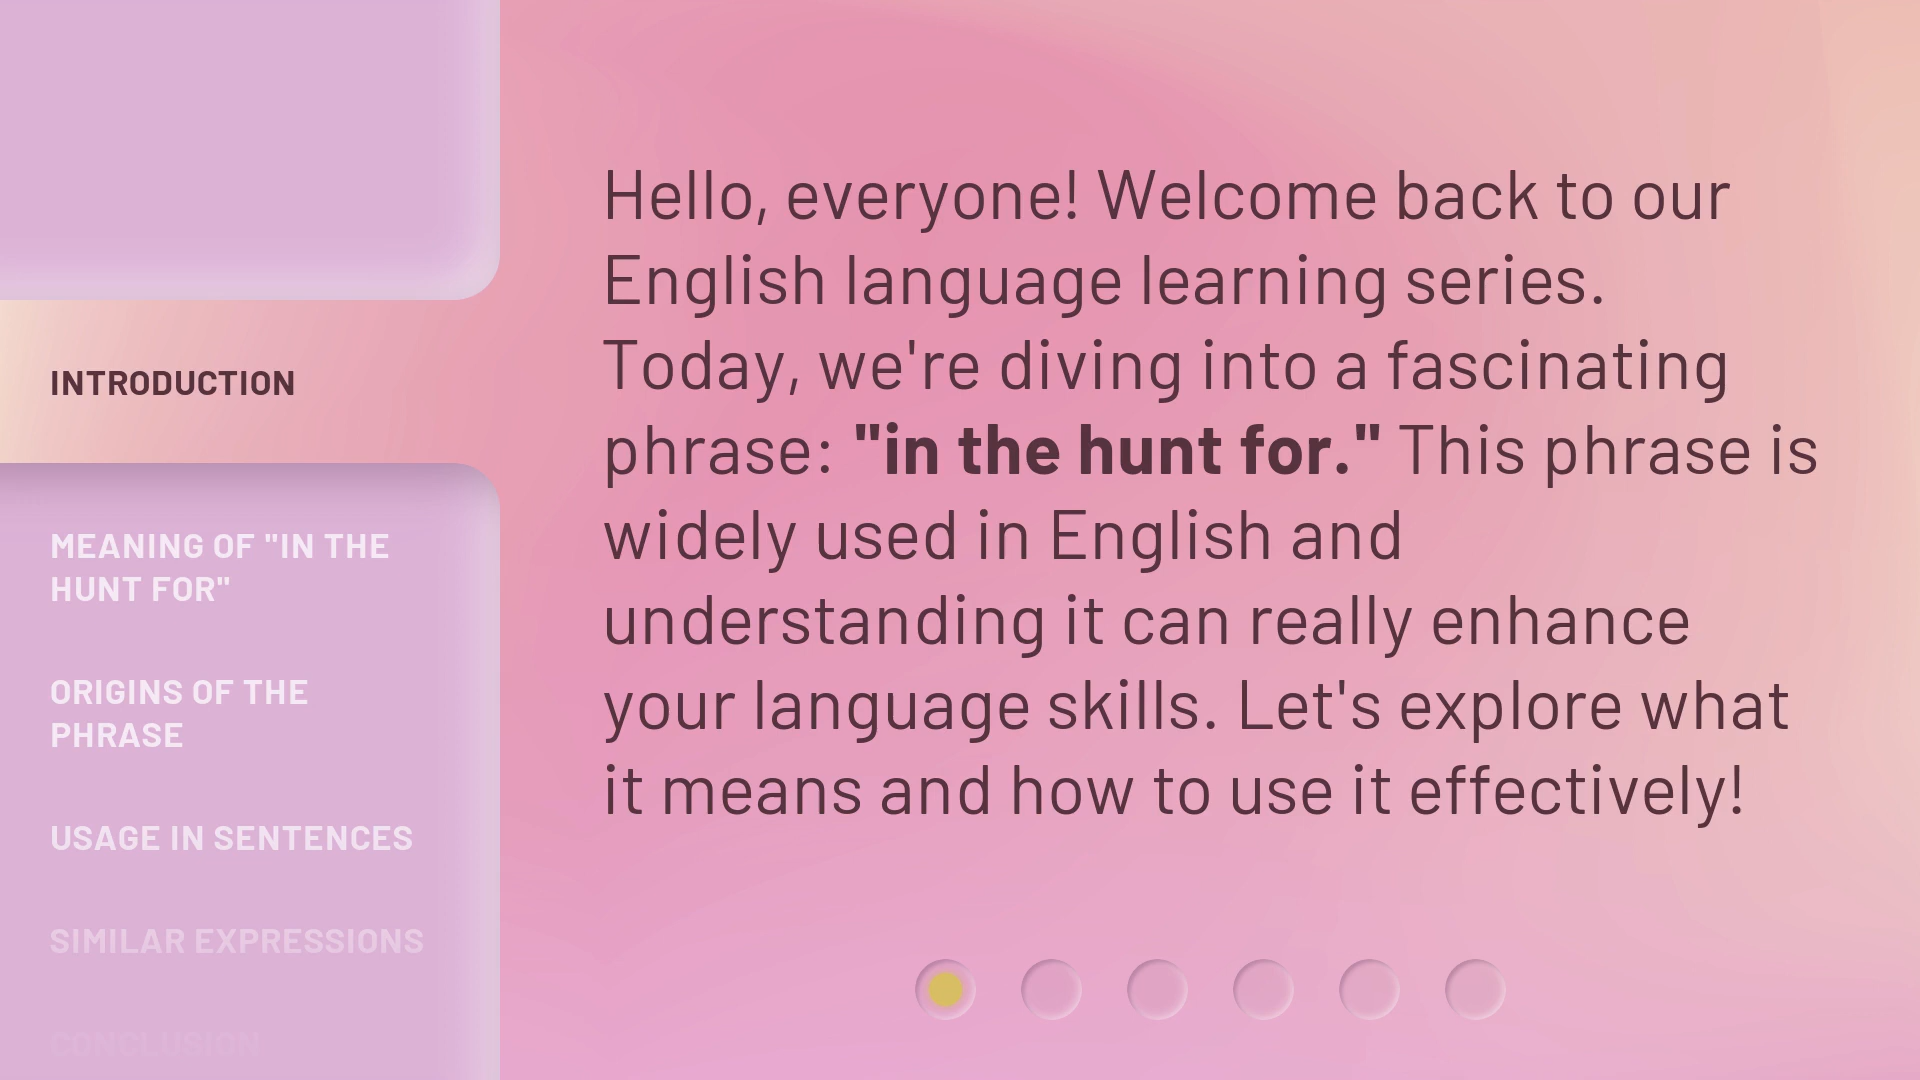 INTRODUCTION
MEANING OF "IN THE
HUNT FOR"
ORIGINS OF THE
PHRASE
USAGE IN SENTENCES
SIMILAR EXPRESSIONS
CONCLUSION
Hello, everyone! Welcome back to our
English language learning series.
Today, we're diving into a fascinating
phrase: "in the hunt for." This phrase is
widely used in English and
understanding it can really enhance
your language skills. Let's explore what
it means and how to use it effectively!